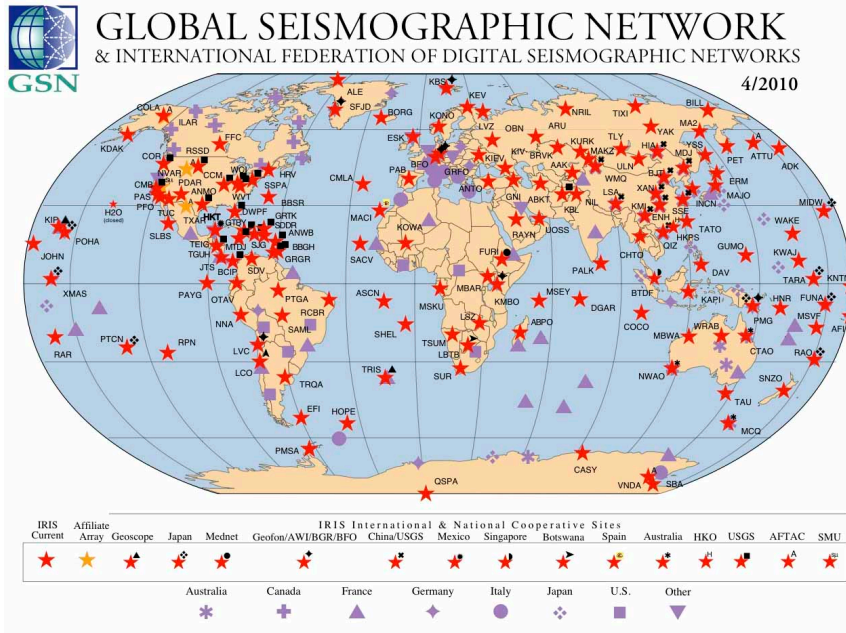 GSN
GLOBAL SEISMOGRAPHIC NETWORK
& INTERNATIONAL FEDERATION OF DIGITAL SEISMOGRAPHIC NETWORKS
4/2010
ALE
KBS
KEV
COLA A
SFJD
BORG
NRIL
TIXI
BILL
ILAR
KONO
LVZ
OBN
ARU
MA2
KDAK
FFC
ESK
KURK
TLY
YAK
YSS
A
COR
RSSD
BFO
KIEV
KIV
BRVK
MAKZ
HIA
MDJ
PET
ATTU
ADK
NVAR
CCM
WCI
HRV
PAB
GRFO
AAK
ULN
BJT
ERM
CMB
PDAR
SSPA
CMLA
ANTO
WMQ
XAN
INCN
MAJO
PAS
ANMO
WVT
GNI
ABKT
NIL
LSA
PFO
TXAR
BBSR
MACI
KBL
KMI
SSE
MIDW
TUC
HKT
DWPF
GRTK
KOWA
RAYN
UOSS
ENH
TATO
WAKE
KIP
H2O
(closed)
GTBY
SDDR
HKPS
POHA
SLBS
TEIG
MTDJ
SJG
ANWB
SACV
FURI
QIZ
GUMO
JOHN
TGUH
BBGH
CHTO
KWAJ
JTS
GRGR
PALK
DAV
TARA
KNTN
BCIP
SDV
MBAR
XMAS
PAYG
OTAV
PTGA
ASCN
MSKU
KMBO
MSEY
DGAR
BTDF
KAPI
HNR
FUNA
RCBR
PMG
MSVF
NNA
SAML
SHEL
LSZ
ABPO
COCO
MBWA
WRAB
AFI
RAR
PTCN
RPN
TSUM
CTAO
RAO
LVC
LBTB
LCO
TRQA
TRIS
SUR
NWAO
SNZO
TAU
EFI
HOPE
MCQ
PMSA
CASY
A
QSPA
VNDA
SBA
IRIS International & National Cooperative Sites
IRIS Current
Affiliate Array
Geoscope
Japan
Mednet
Geofon/AWI/BGR/BFO
China/USGS
Mexico
Singapore
Botswana
Spain
Australia
HKO
USGS
AFTAC
SMU
H
A
Australia
Canada
France
Germany
Italy
Japan
U.S.
Other